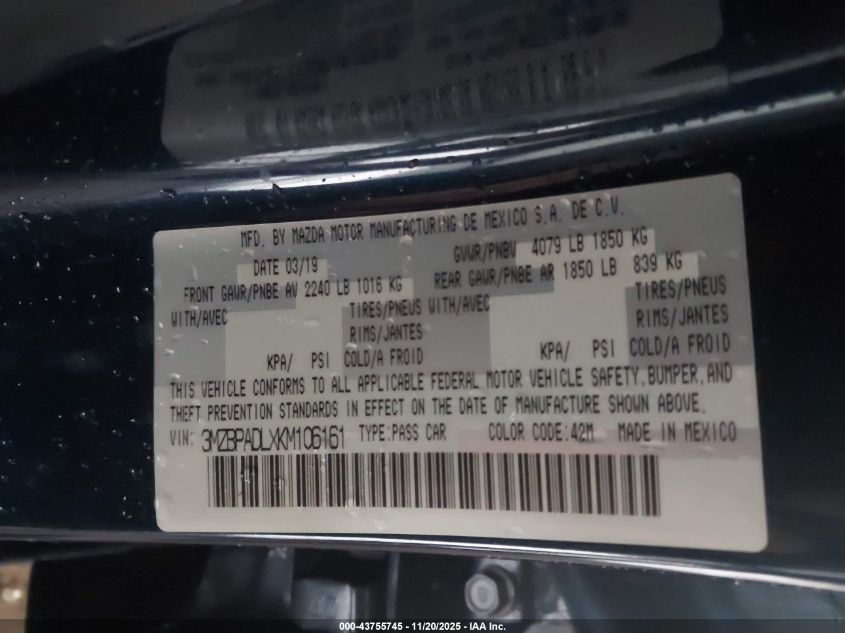 MFD. BY MAZDA MOTOR MANUFACTURING DE MEXICO S.A. DE C.V.
DATE 03/19 GVWR/PNBV 4079 LB 1850 KG
FRONT GAWR/PNBE AV 2240 LB 1016 KG REAR GAWR/PNBE AR 1850 LB 839 KG
WITH/AVEC TIRES/PNEUS WITH/AVEC TIRES/PNEUS
RIMS/JANTES RIMS/JANTES
KPA/ PSI COLD/A FROID KPA/ PSI COLD/A FROID
THIS VEHICLE CONFORMS TO ALL APPLICABLE FEDERAL MOTOR VEHICLE SAFETY, BUMPER, AND
THEFT PREVENTION STANDARDS IN EFFECT ON THE DATE OF MANUFACTURE SHOWN ABOVE.
VIN: 3MZBPADLXKM106161 TYPE:PASS CAR COLOR CODE:42M MADE IN MEXICO
000-43755745 - 11/20/2025 - IAA Inc.